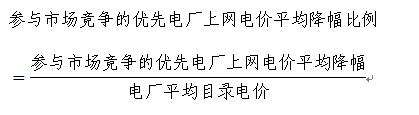 参与市场竞争的优先电厂上网电价平均降幅比例
=参与市场竞争的优先电厂上网电价平均降幅
电厂平均目录电价